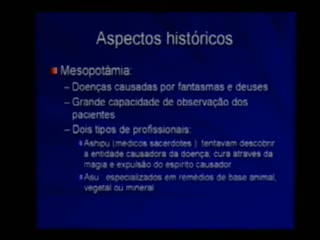 Aspectos históricos
Mesopotâmia:
– Doenças causadas por fantasmas e deuses
– Grande capacidade de observação dos
pacientes
– Dois tipos de profissionais:
Ashipu (médicos sacerdotes ) tentavam descobrir
a entidade causadora da doença, cura atraves da
magia e expulsão do espirito causador
Asu especializados em remédios de base animal,
vegetal ou mineral